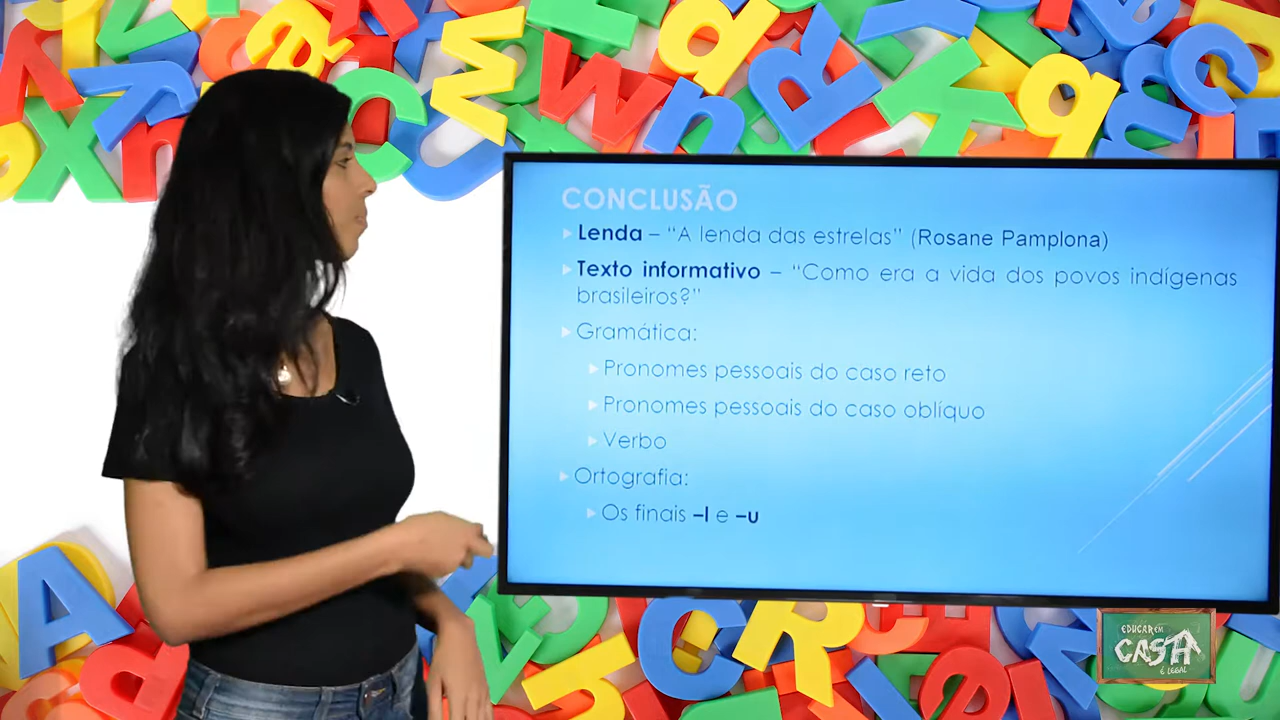 CONCLUSÃO
Lenda – “A lenda das estrelas” (Rosane Pamplona)
Texto informativo – “Como era a vida dos povos indígenas
brasileiros?”
Gramática:
Pronomes pessoais do caso reto
Pronomes pessoais do caso oblíquo
Verbo
Ortografia:
Os finais –l e –u
EDUCAR EM
CASA
É LEGAL